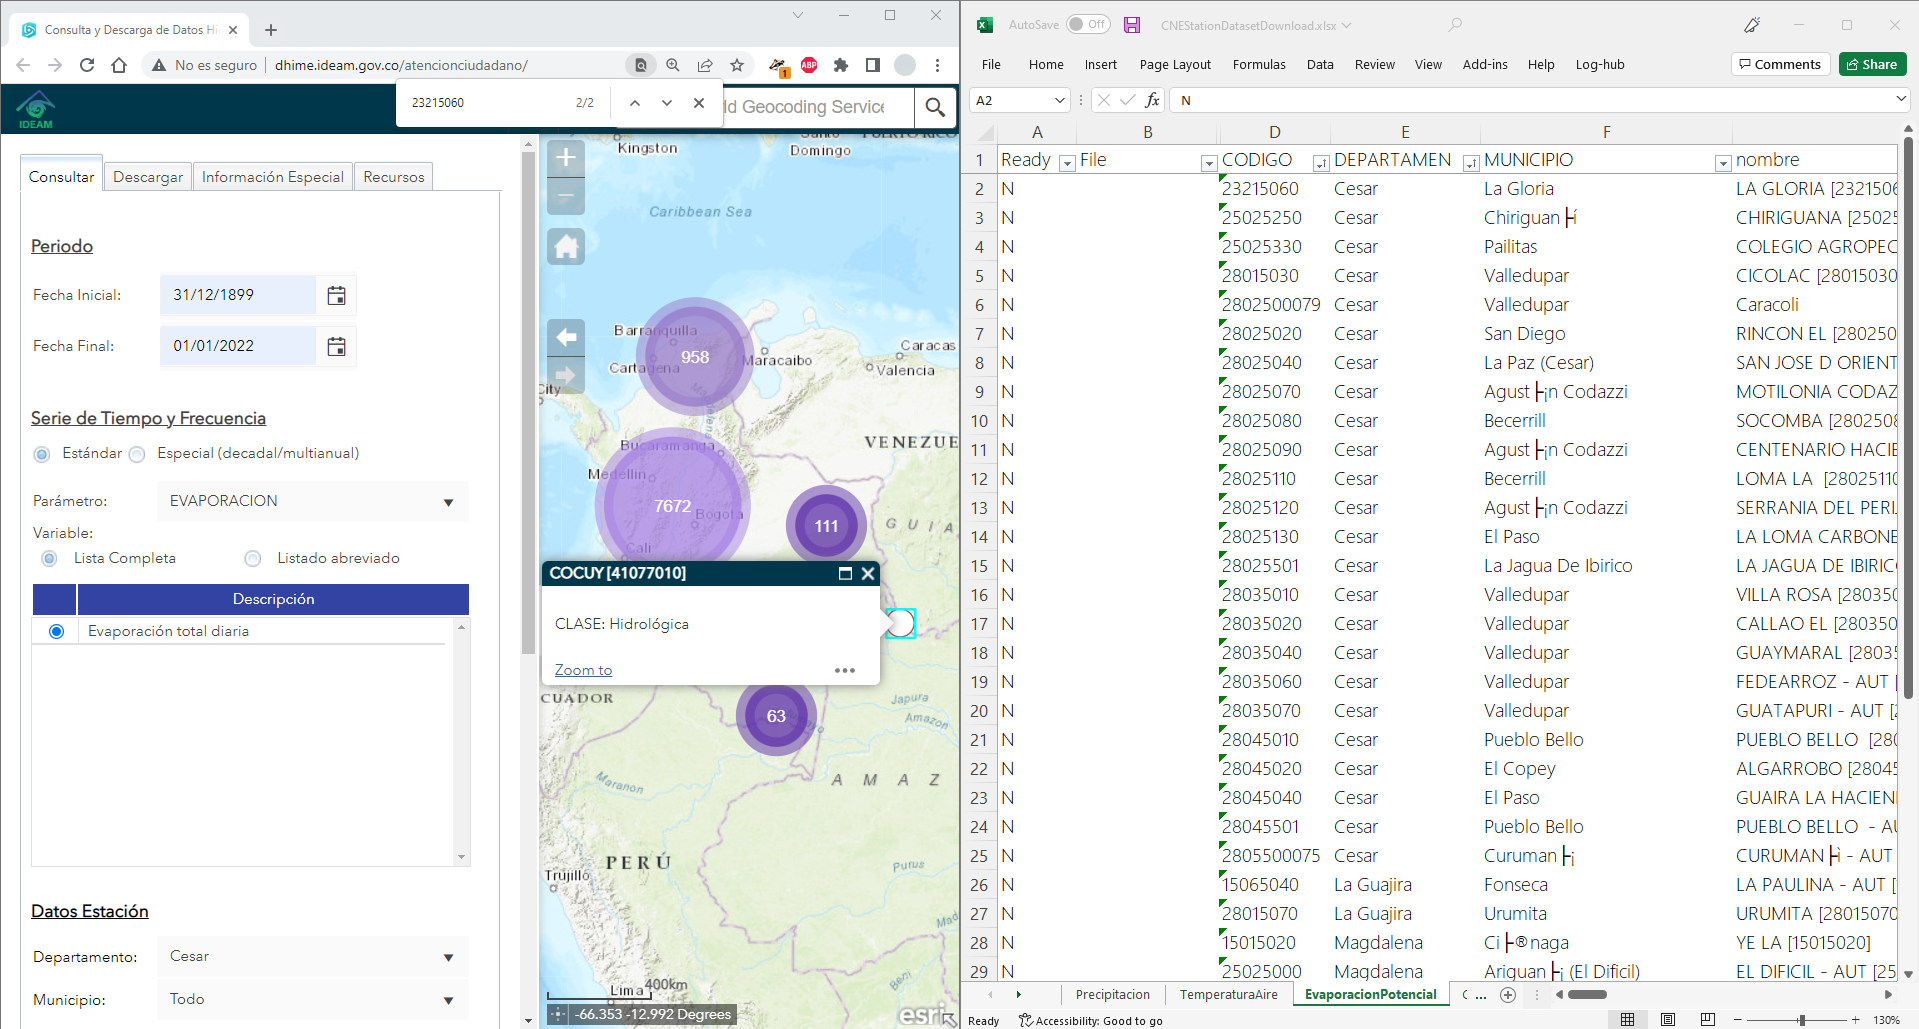 Consulta y Descarga de Datos Hi
No es seguro
dhime.ideam.gov.co/atencionciudadano/
1
ABP
23215060
2/2
ld Geocoding Service
IDEAM
Consultar
Descargar
Información Especial
Recursos
Periodo
Fecha Inicial:
31/12/1899
Fecha Final:
01/01/2022
Serie de Tiempo y Frecuencia
Estándar
Especial (decadal/multianual)
Parámetro:
EVAPORACION
Variable:
Lista Completa
Listado abreviado
Descripción
Evaporación total diaria
Datos Estación
Departamento:
Cesar
Municipio:
Todo
Kingston
Santo
Domingo
PUERTO RICO
Caribbean Sea
Barranquilla
958
Maracaibo
Caracas
Valencia
Cartagena
City
Bucaramanga
VENEZUE
Medellin
7672
Bogota
111
GUIA
Cali
COCUY [41077010]
CLASE: Hidrológica
Zoom to
CUADOR
63
Japura
Amazon
Maranon
AMAZ
PERÚ
Purus
Trujillo
Mad
Beni
Lima
400km
-66.353 -12.992 Degrees
esri
AutoSave
Off
CNEStationDatasetDownload.xlsx
File
Home
Insert
Page Layout
Formulas
Data
Review
View
Add-ins
Help
Log-hub
Comments
Share
A2
fx
N
A B D E F
1 Ready File CODIGO DEPARTAMEN MUNICIPIO nombre
2 N 23215060 Cesar La Gloria LA GLORIA [2321506
3 N 25025250 Cesar Chiriguan├í CHIRIGUANA [25025
4 N 25025330 Cesar Pailitas COLEGIO AGROPEC
5 N 28015030 Cesar Valledupar CICOLAC [28015030
6 N 2802500079 Cesar Valledupar Caracoli
7 N 28025020 Cesar San Diego RINCON EL [280250
8 N 28025040 Cesar La Paz (Cesar) SAN JOSE D ORIENT
9 N 28025070 Cesar Agust├¡n Codazzi MOTILONIA CODAZ
10 N 28025080 Cesar Becerrill SOCOMBA [2802508
11 N 28025090 Cesar Agust├¡n Codazzi CENTENARIO HACIE
12 N 28025110 Cesar Becerrill LOMA LA [28025110
13 N 28025120 Cesar Agust├¡n Codazzi SERRANIA DEL PERI
14 N 28025130 Cesar El Paso LA LOMA CARBONE
15 N 28025501 Cesar La Jagua De Ibirico LA JAGUA DE IBIRIC
16 N 28035010 Cesar Valledupar VILLA ROSA [280350
17 N 28035020 Cesar Valledupar CALLAO EL [280350
18 N 28035040 Cesar Valledupar GUAYMARAL [28035
19 N 28035060 Cesar Valledupar FEDEARROZ - AUT [
20 N 28035070 Cesar Valledupar GUATAPURI - AUT [2
21 N 28045010 Cesar Pueblo Bello PUEBLO BELLO [280
22 N 28045020 Cesar El Copey ALGARROBO [28045
23 N 28045040 Cesar El Paso GUAIRA LA HACIEN
24 N 28045501 Cesar Pueblo Bello PUEBLO BELLO - AU
25 N 2805500075 Cesar Curuman├¡ CURUMAN├ì - AUT
26 N 15065040 La Guajira Fonseca LA PAULINA - AUT [
27 N 28015070 La Guajira Urumita URUMITA [28015070
28 N 15015020 Magdalena Ci├®naga YE LA [15015020]
29 N 25025000 Magdalena Ariguan├¡ (El Dificil) EL DIFICIL - AUT [25
Precipitacion
TemperaturaAire
EvaporacionPotencial
...
Ready
Accessibility: Good to go
130%